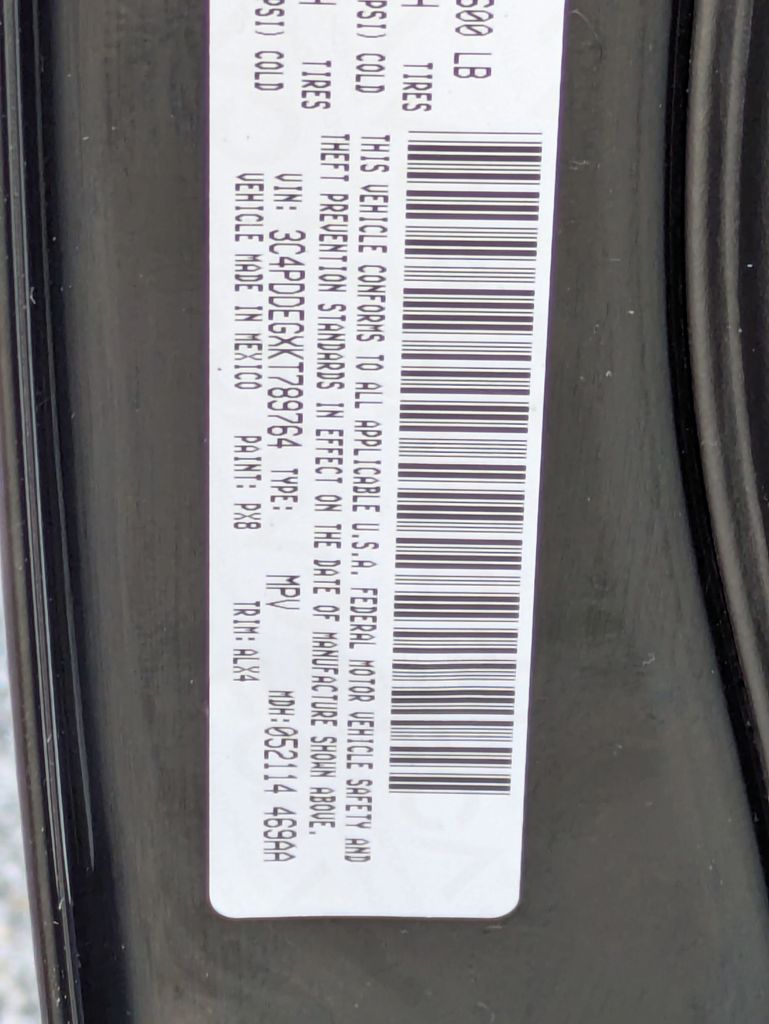 600 LB
TIRES
PSI) COLD
TIRES
PSI) COLD
THIS VEHICLE CONFORMS TO ALL APPLICABLE U.S.A. FEDERAL MOTOR VEHICLE SAFETY AND
THEFT PREVENTION STANDARDS IN EFFECT ON THE DATE OF MANUFACTURE SHOWN ABOVE.
VIN: 3C4PDDEGXKT789764 TYPE: MPV MDH:052114 469AA
VEHICLE MADE IN MEXICO PAINT: PX8 TRIM:ALX4